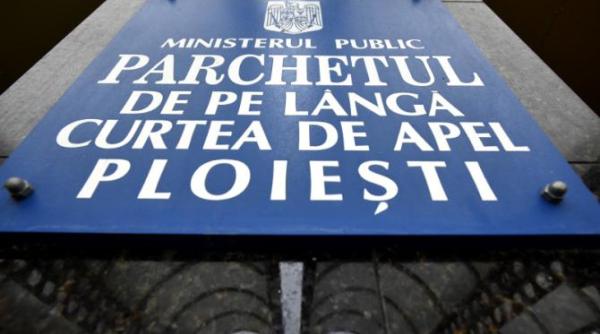 MINISTERUL PUBLIC
PARCHETUL
DE PE LÂNGĂ
CURTEA DE APEL
PLOIEȘTI